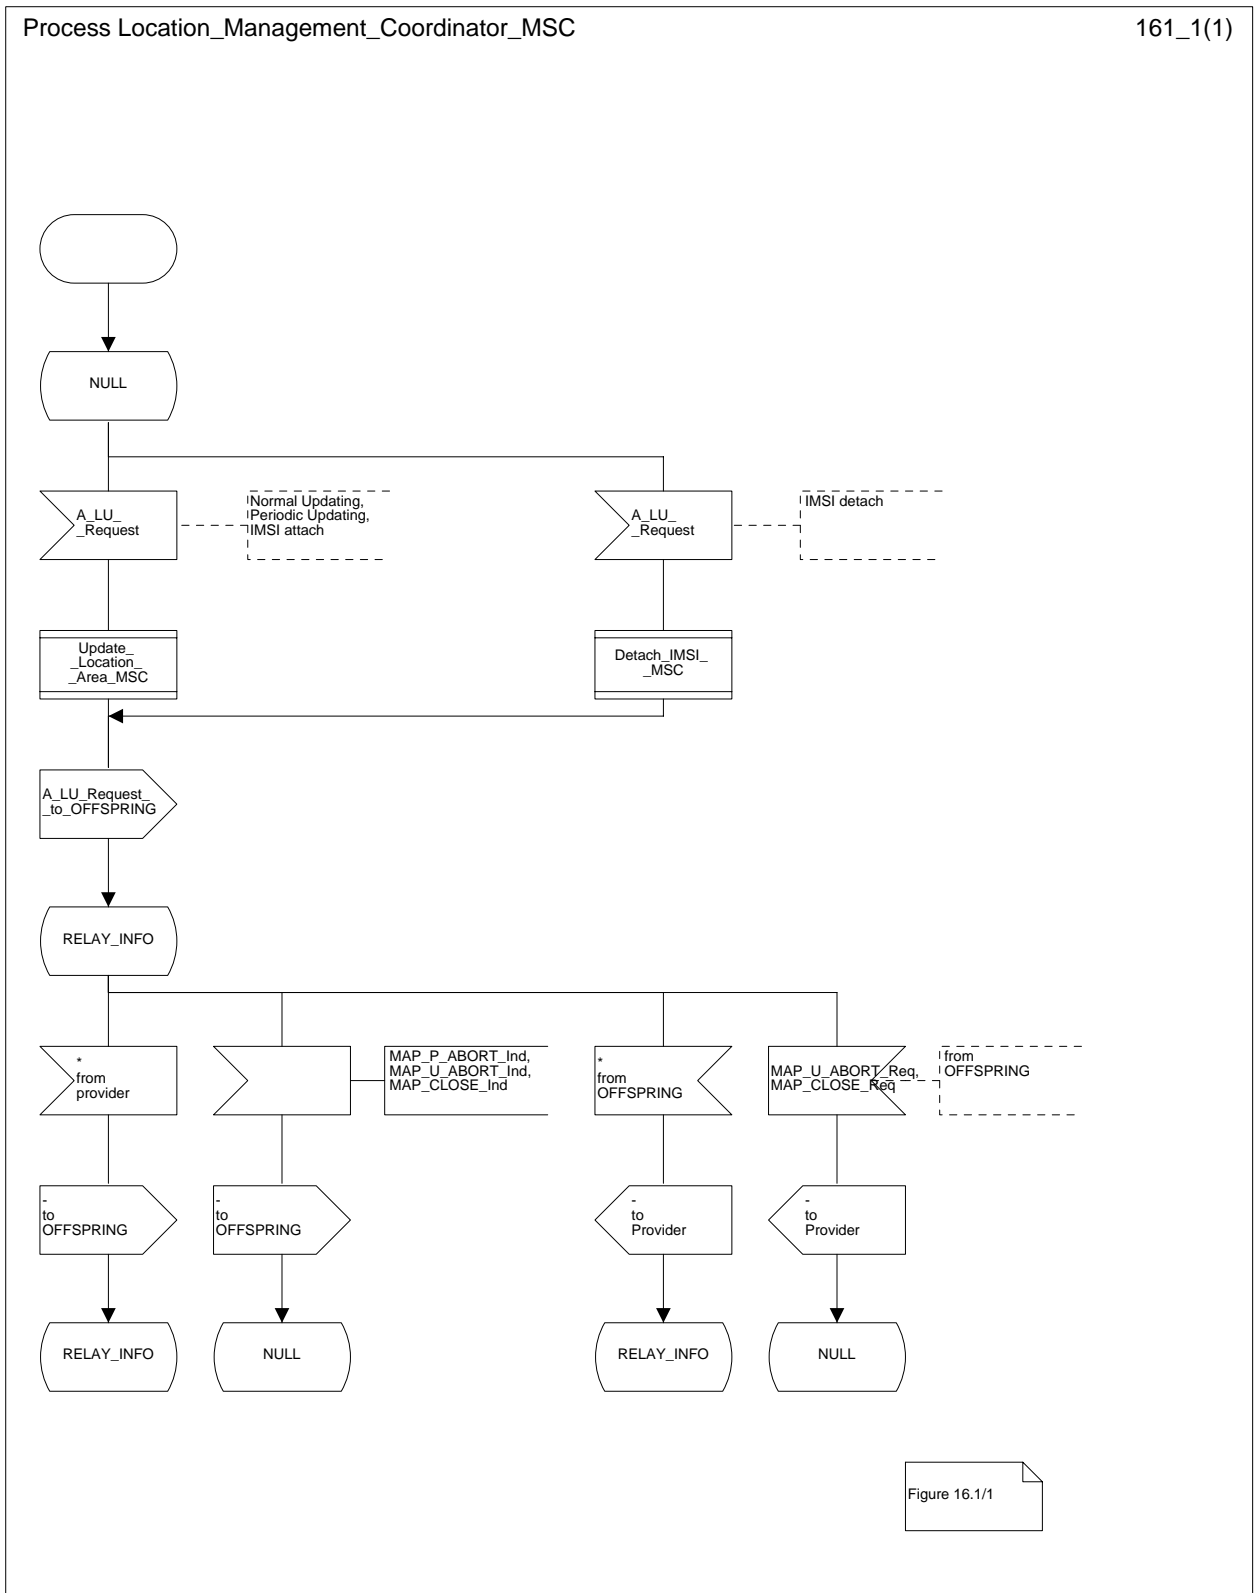 Process Location_Management_Coordinator_MSC
161_1(1)
NULL
A_LU_
_Request
Normal Updating,
Periodic Updating,
IMSI attach
A_LU_
_Request
IMSI detach
Update_
_Location_
_Area_MSC
Detach_IMSI_
_MSC
A_LU_Request_
_to_OFFSPRING
RELAY_INFO
*
from
provider
MAP_P_ABORT_Ind,
MAP_U_ABORT_Ind,
MAP_CLOSE_Ind
*
from
OFFSPRING
MAP_U_ABORT_Req,
MAP_CLOSE_Req
from
OFFSPRING
-
to
OFFSPRING
-
to
OFFSPRING
-
to
Provider
-
to
Provider
RELAY_INFO
NULL
RELAY_INFO
NULL
Figure 16.1/1